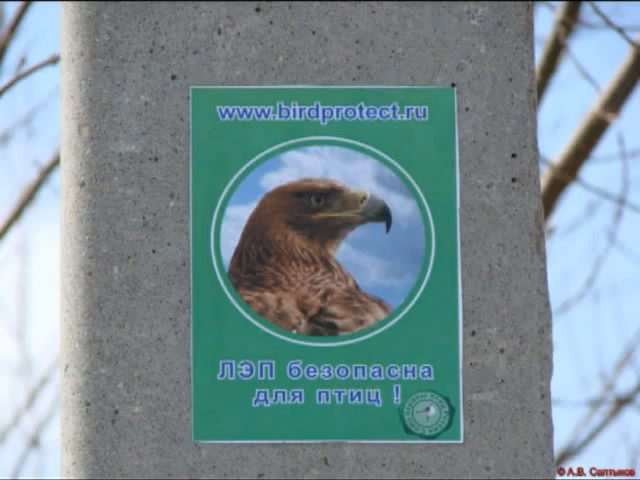 www.birdprotect.ru
ЛЭП безопасна
для птиц !
© А.В. Салтыков